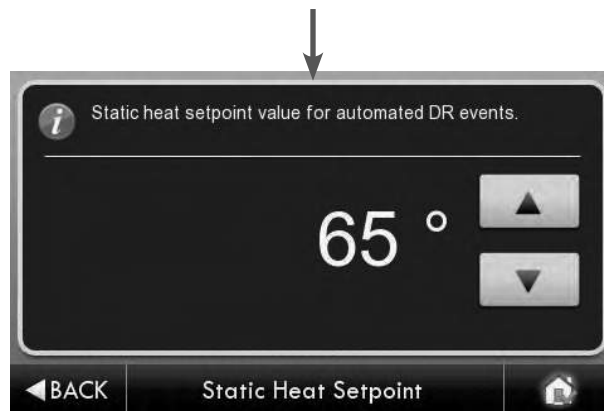 Static heat setpoint value for automated DR events.
65 °
BACK
Static Heat Setpoint